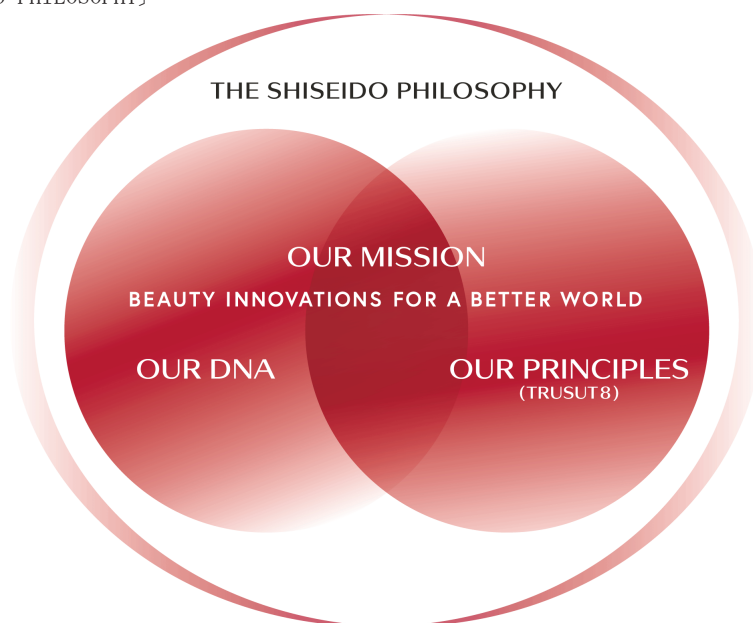 THE SHISEIDO PHILOSOPHY
OUR MISSION
BEAUTY INNOVATIONS FOR A BETTER WORLD
OUR DNA
OUR PRINCIPLES
(TRUSUT8)